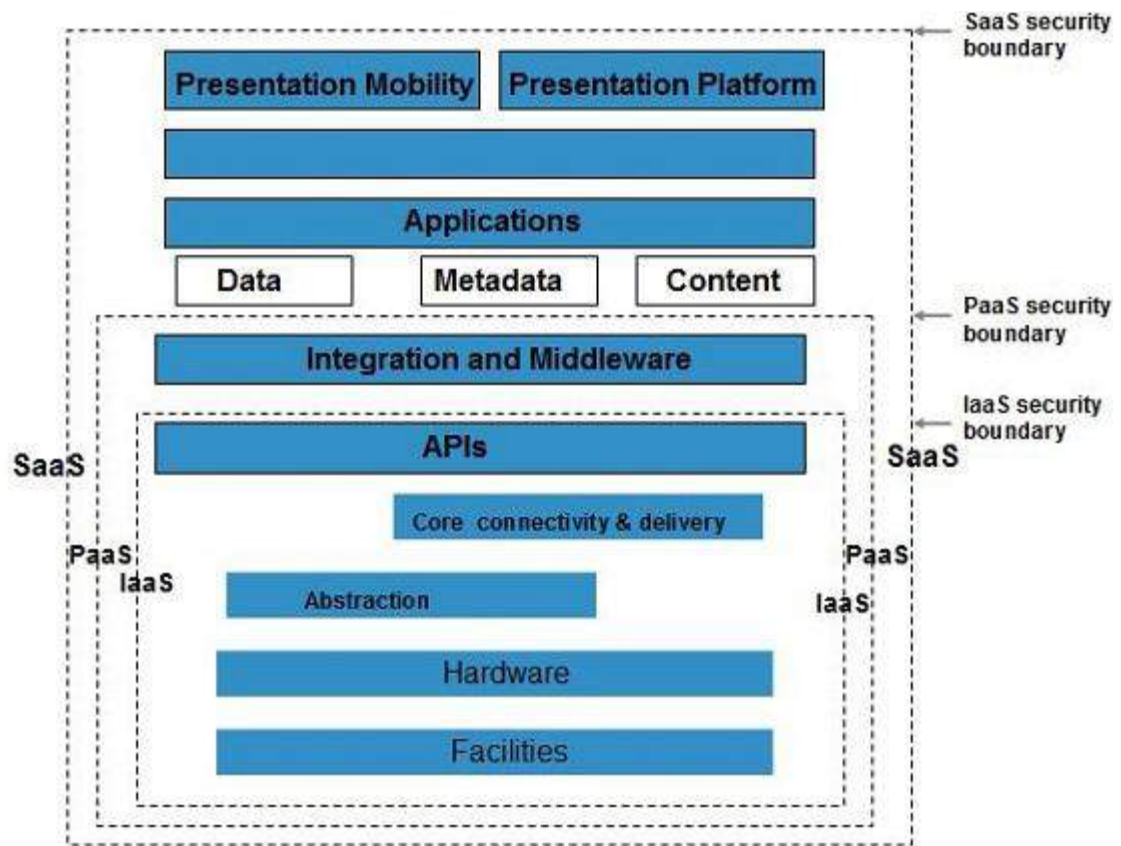 SaaS security
boundary
Presentation Mobility
Presentation Platform
Applications
Data
Metadata
Content
PaaS security
boundary
Integration and Middleware
IaaS security
boundary
APIs
SaaS
SaaS
Core connectivity & delivery
PaaS
PaaS
IaaS
Abstraction
IaaS
Hardware
Facilities